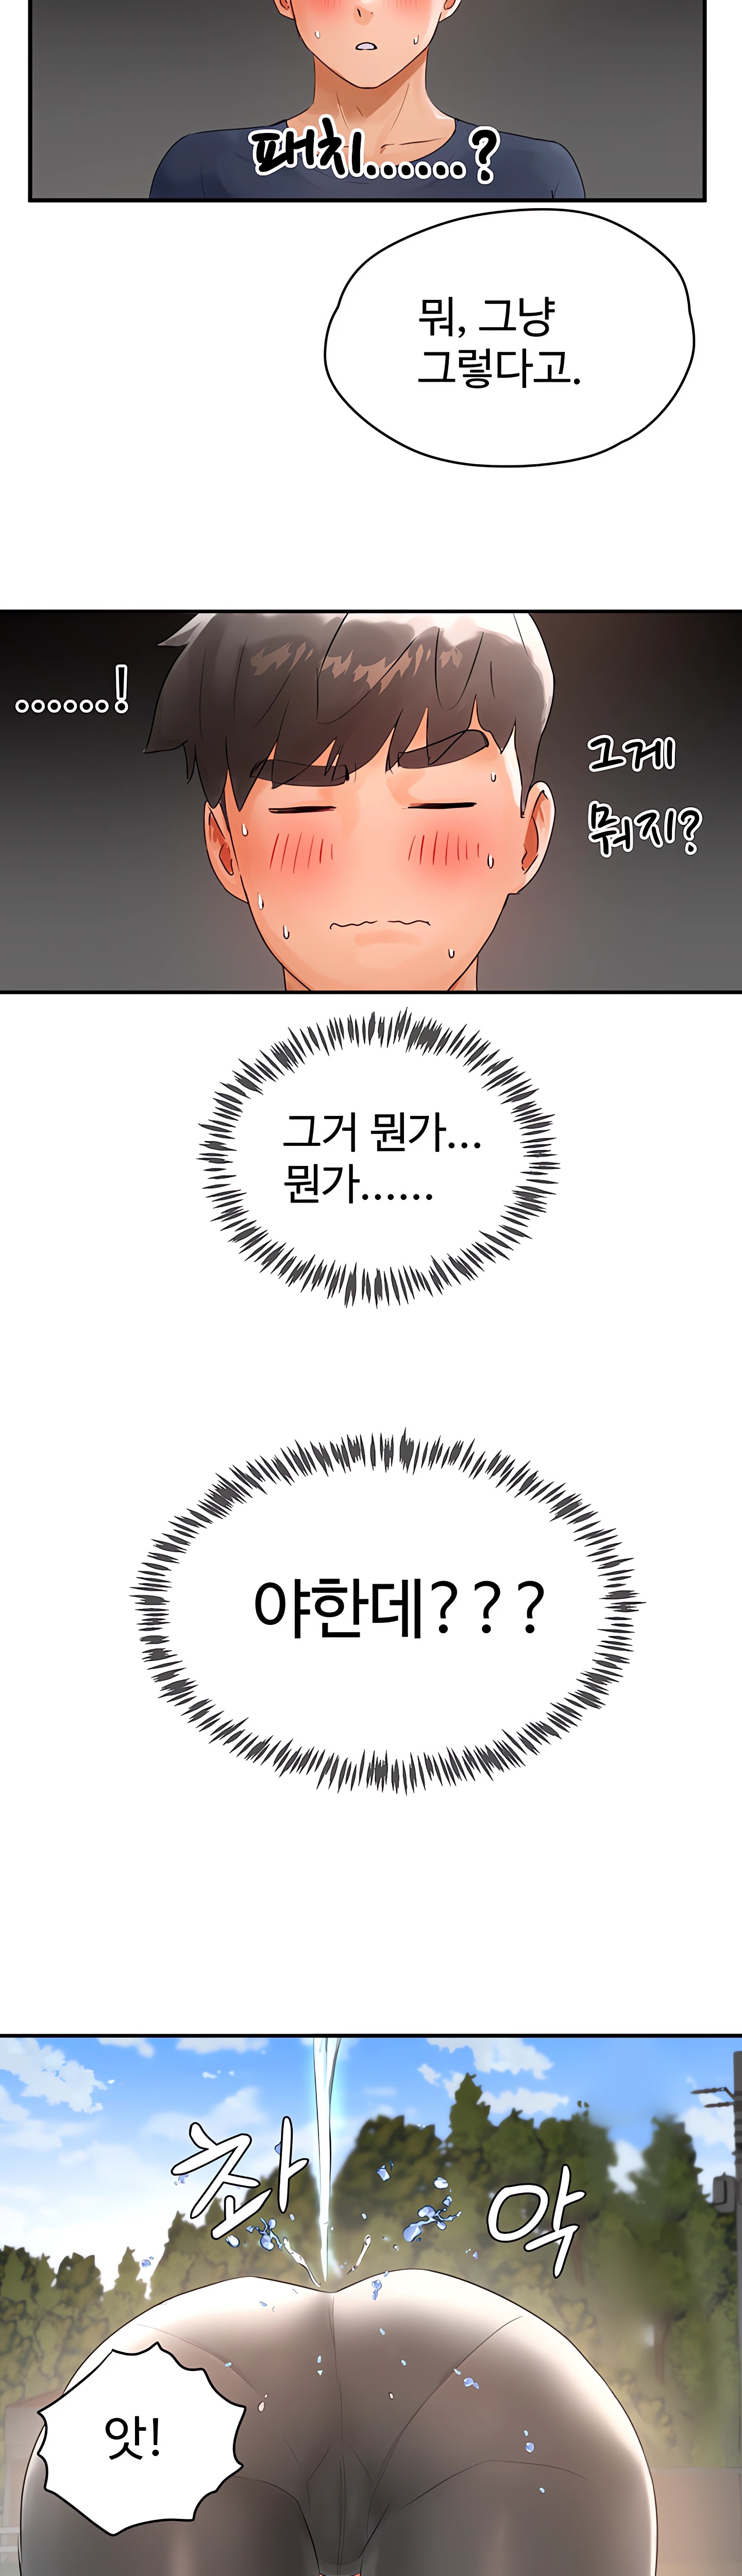 패치......?
뭐, 그냥
그렇다고.
......!
그게
뭐지?
그거 뭔가...
뭔가......
야한데???
촤
악
앗!